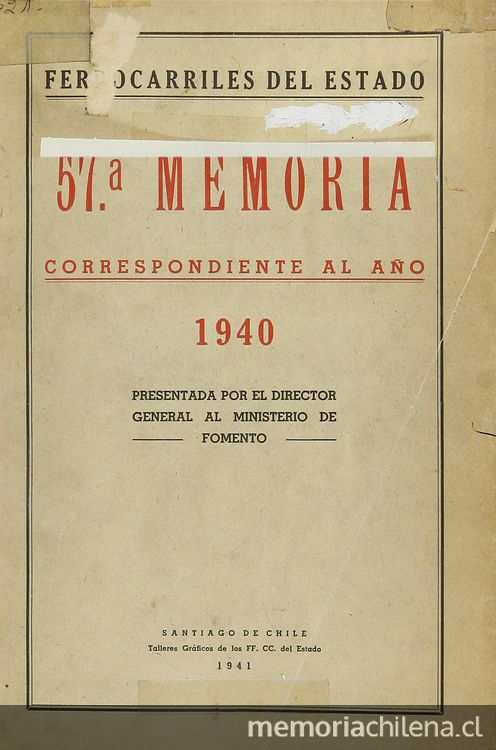 FERROCARRILES DEL ESTADO
57.a MEMORIA
CORRESPONDIENTE AL AÑO
1940
PRESENTADA POR EL DIRECTOR
GENERAL AL MINISTERIO DE
FOMENTO
SANTIAGO DE CHILE
Talleres Gráficos de los FF. CC. del Estado
1941
memoriachilena.cl